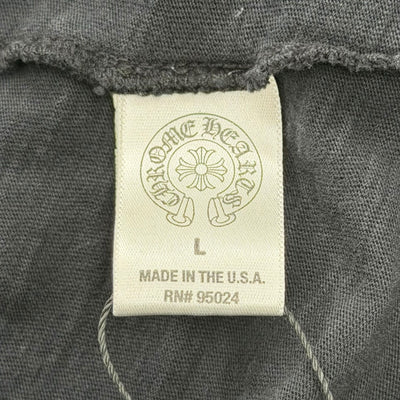 CHROME HEARTS
L
MADE IN THE U.S.A.
RN# 95024